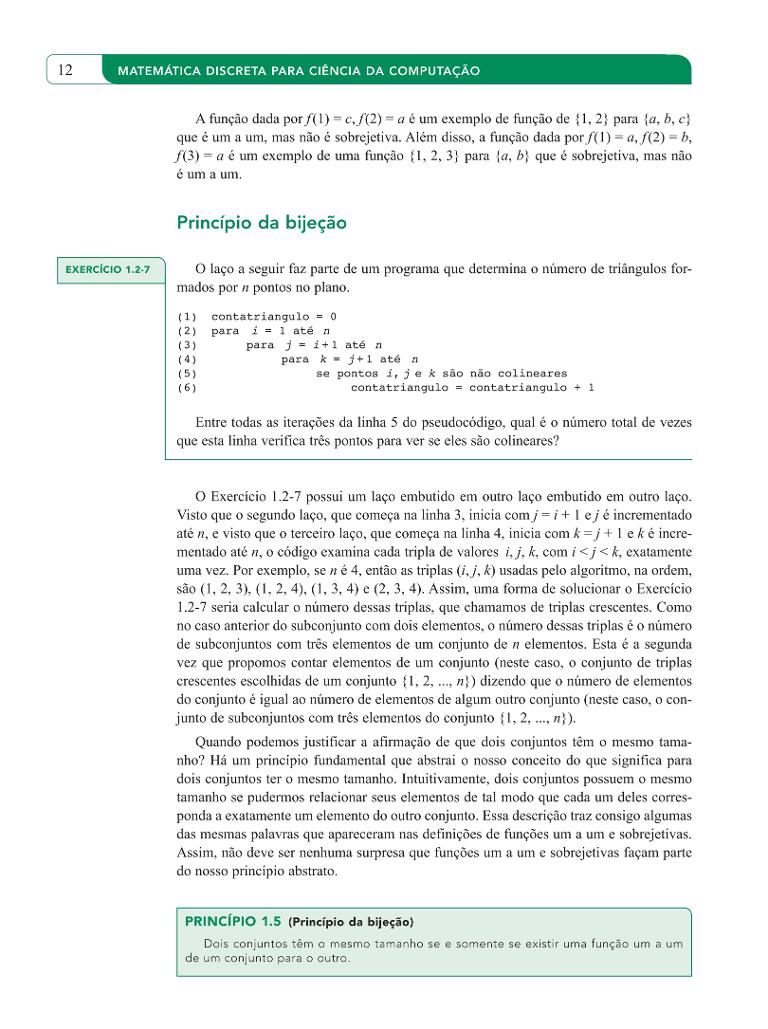 12 MATEMÁTICA DISCRETA PARA CIÊNCIA DA COMPUTAÇÃO
A função dada por f(1) = c, f(2) = a é um exemplo de função de {1, 2} para {a, b, c}
que é um a um, mas não é sobrejetiva. Além disso, a função dada por f(1) = a, f(2) = b,
f(3) = a é um exemplo de uma função {1, 2, 3} para {a, b} que é sobrejetiva, mas não
é um a um.
Princípio da bijeção
EXERCÍCIO 1.2-7
O laço a seguir faz parte de um programa que determina o número de triângulos for-
mados por n pontos no plano.
(1) contatriangulo = 0
(2) para i = 1 até n
(3) para j = i+1 até n
(4) para k = j+1 até n
(5) se pontos i, j e k são não colineares
(6) contatriangulo = contatriangulo + 1
Entre todas as iterações da linha 5 do pseudocódigo, qual é o número total de vezes
que esta linha verifica três pontos para ver se eles são colineares?
O Exercício 1.2-7 possui um laço embutido em outro laço embutido em outro laço.
Visto que o segundo laço, que começa na linha 3, inicia com j = i + 1 e j é incrementado
até n, e visto que o terceiro laço, que começa na linha 4, inicia com k = j + 1 e k é incre-
mentado até n, o código examina cada tripla de valores i, j, k, com i < j < k, exatamente
uma vez. Por exemplo, se n é 4, então as triplas (i, j, k) usadas pelo algoritmo, na ordem,
são (1, 2, 3), (1, 2, 4), (1, 3, 4) e (2, 3, 4). Assim, uma forma de solucionar o Exercício
1.2-7 seria calcular o número dessas triplas, que chamamos de triplas crescentes. Como
no caso anterior do subconjunto com dois elementos, o número dessas triplas é o número
de subconjuntos com três elementos de um conjunto de n elementos. Esta é a segunda
vez que propomos contar elementos de um conjunto (neste caso, o conjunto de triplas
crescentes escolhidas de um conjunto {1, 2, ..., n}) dizendo que o número de elementos
do conjunto é igual ao número de elementos de algum outro conjunto (neste caso, o con-
junto de subconjuntos com três elementos do conjunto {1, 2, ..., n}).
Quando podemos justificar a afirmação de que dois conjuntos têm o mesmo tama-
nho? Há um princípio fundamental que abstrai o nosso conceito do que significa para
dois conjuntos ter o mesmo tamanho. Intuitivamente, dois conjuntos possuem o mesmo
tamanho se pudermos relacionar seus elementos de tal modo que cada um deles corres-
ponda a exatamente um elemento do outro conjunto. Essa descrição traz consigo algumas
das mesmas palavras que apareceram nas definições de funções um a um e sobrejetivas.
Assim, não deve ser nenhuma surpresa que funções um a um e sobrejetivas façam parte
do nosso princípio abstrato.
PRINCÍPIO 1.5 (Princípio da bijeção)
Dois conjuntos têm o mesmo tamanho se e somente se existir uma função um a um
de um conjunto para o outro.